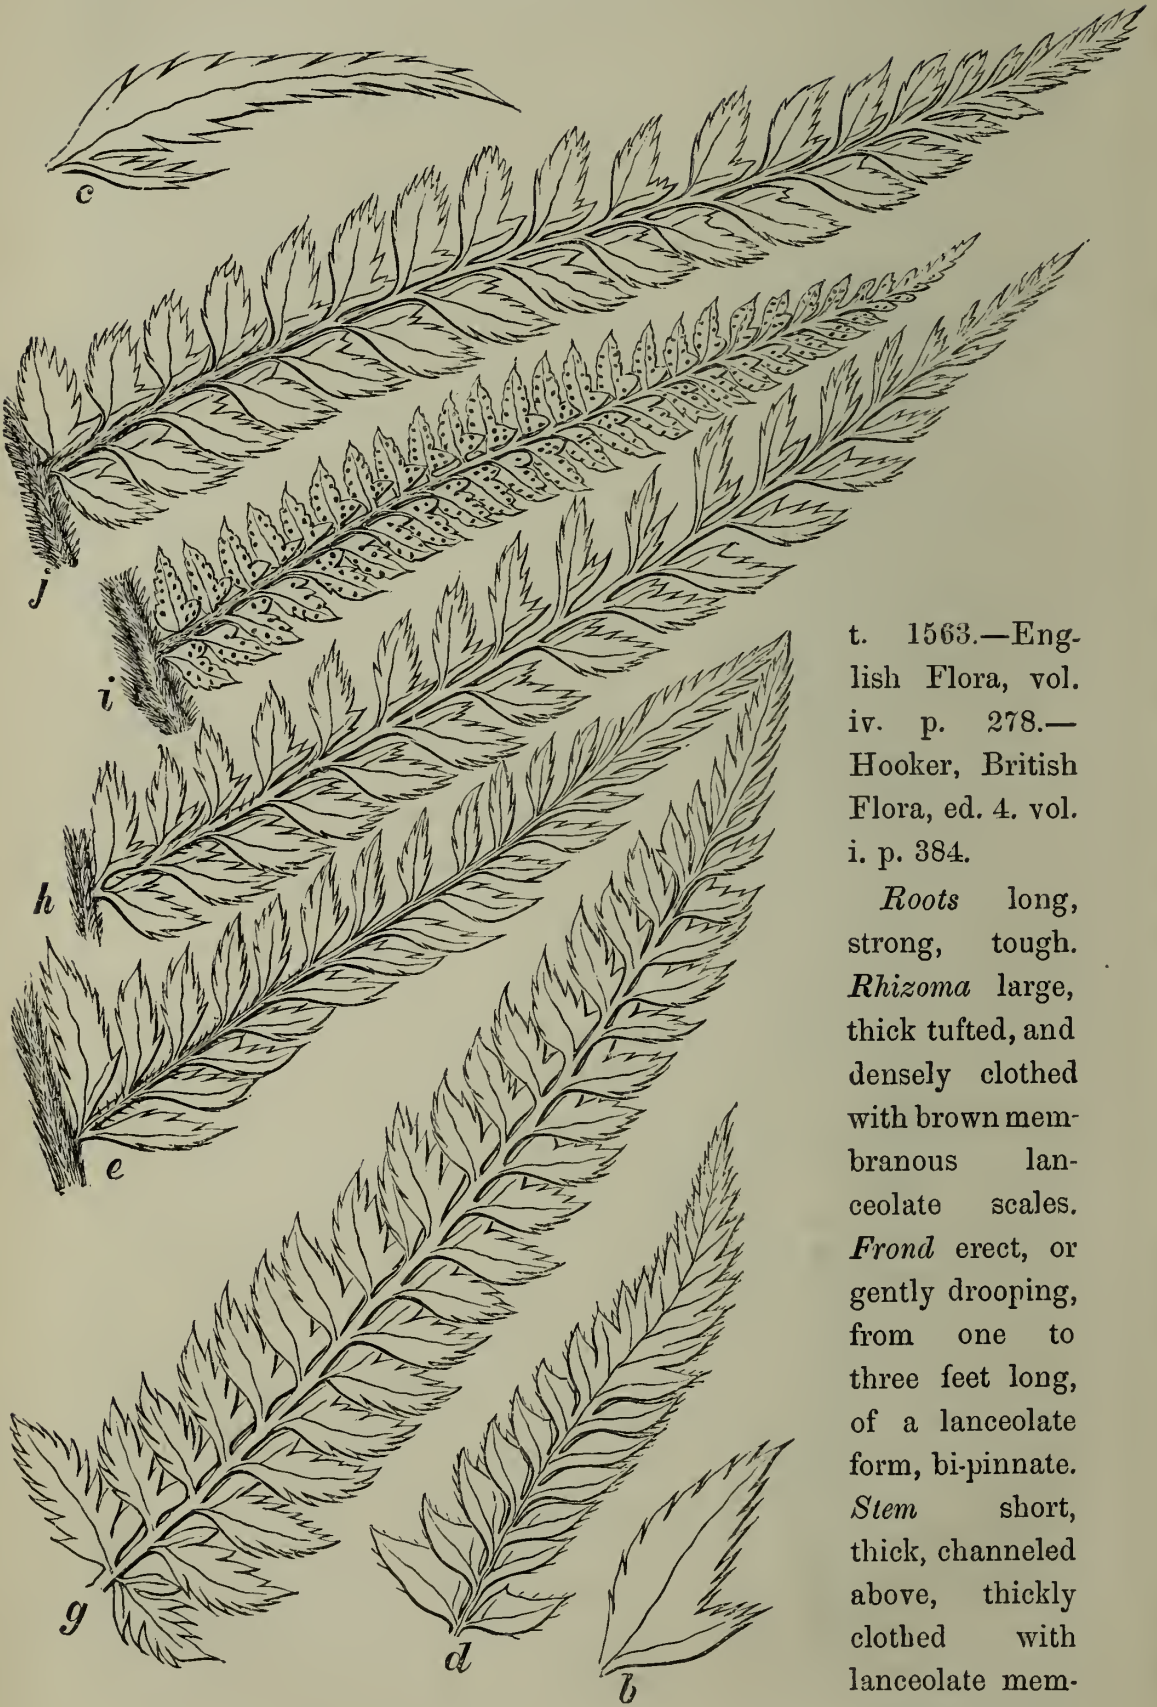 c
j
i
h
e
g
d
b
t. 1563.—Eng-
lish Flora, vol.
iv. p. 278.—
Hooker, British
Flora, ed. 4. vol.
i. p. 384.
Roots long,
strong, tough.
Rhizoma large,
thick tufted, and
densely clothed
with brown mem-
branous lan-
ceolate scales.
Frond erect, or
gently drooping,
from one to
three feet long,
of a lanceolate
form, bi-pinnate.
Stem short,
thick, channeled
above, thickly
clothed with
lanceolate mem-